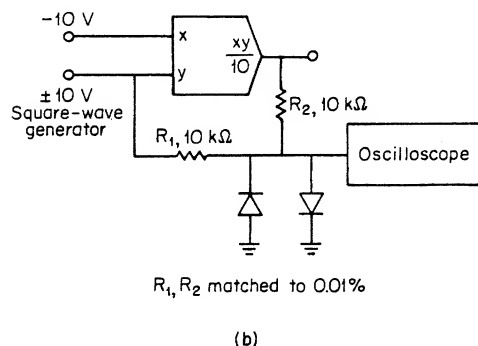 -10 V
x
xy
10
y
±10 V
Square-wave
generator
R₂, 10 kΩ
R₁, 10 kΩ
Oscilloscope
R₁, R₂ matched to 0.01%
(b)